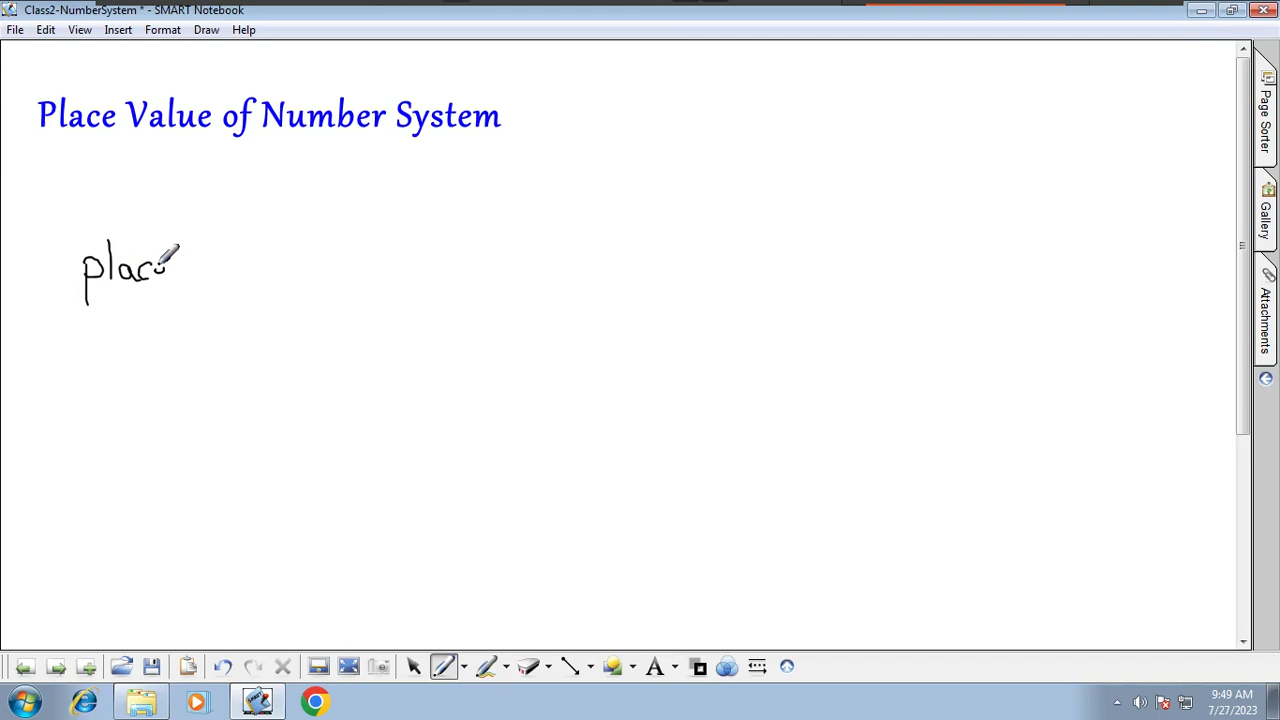 Class2-NumberSystem * - SMART Notebook
File Edit View Insert Format Draw Help
Place Value of Number System
plac
Page Sorter
Gallery
Attachments
9:49 AM
7/27/2023